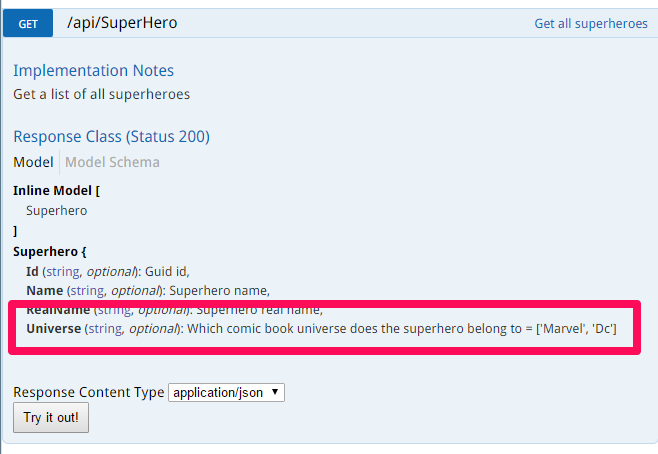 GET /api/SuperHero Get all superheroes
Implementation Notes
Get a list of all superheroes
Response Class (Status 200)
Model Model Schema
Inline Model [
Superhero
]
Superhero {
Id (string, optional): Guid id,
Name (string, optional): Superhero name,
RealName (string, optional): Superhero real name,
Universe (string, optional): Which comic book universe does the superhero belong to = ['Marvel', 'Dc']
Response Content Type application/json
Try it out!